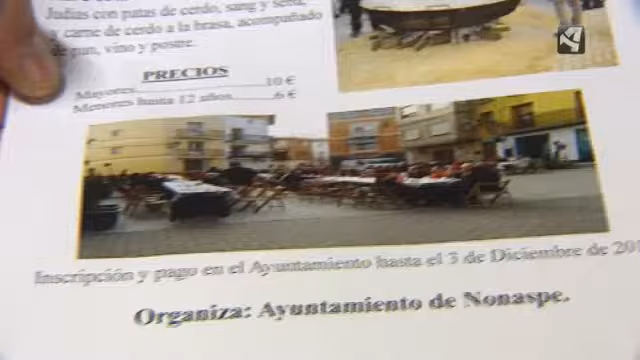 Judías con patas de cerdo, sang y seta,
y carne de cerdo a la brasa, acompañado
de pan, vino y postre.
PRECIOS
Mayores 10 €
Menores hasta 12 años 6 €
Inscripción y pago en el Ayuntamiento hasta el 3 de Diciembre de 201
Organiza: Ayuntamiento de Nonaspe.